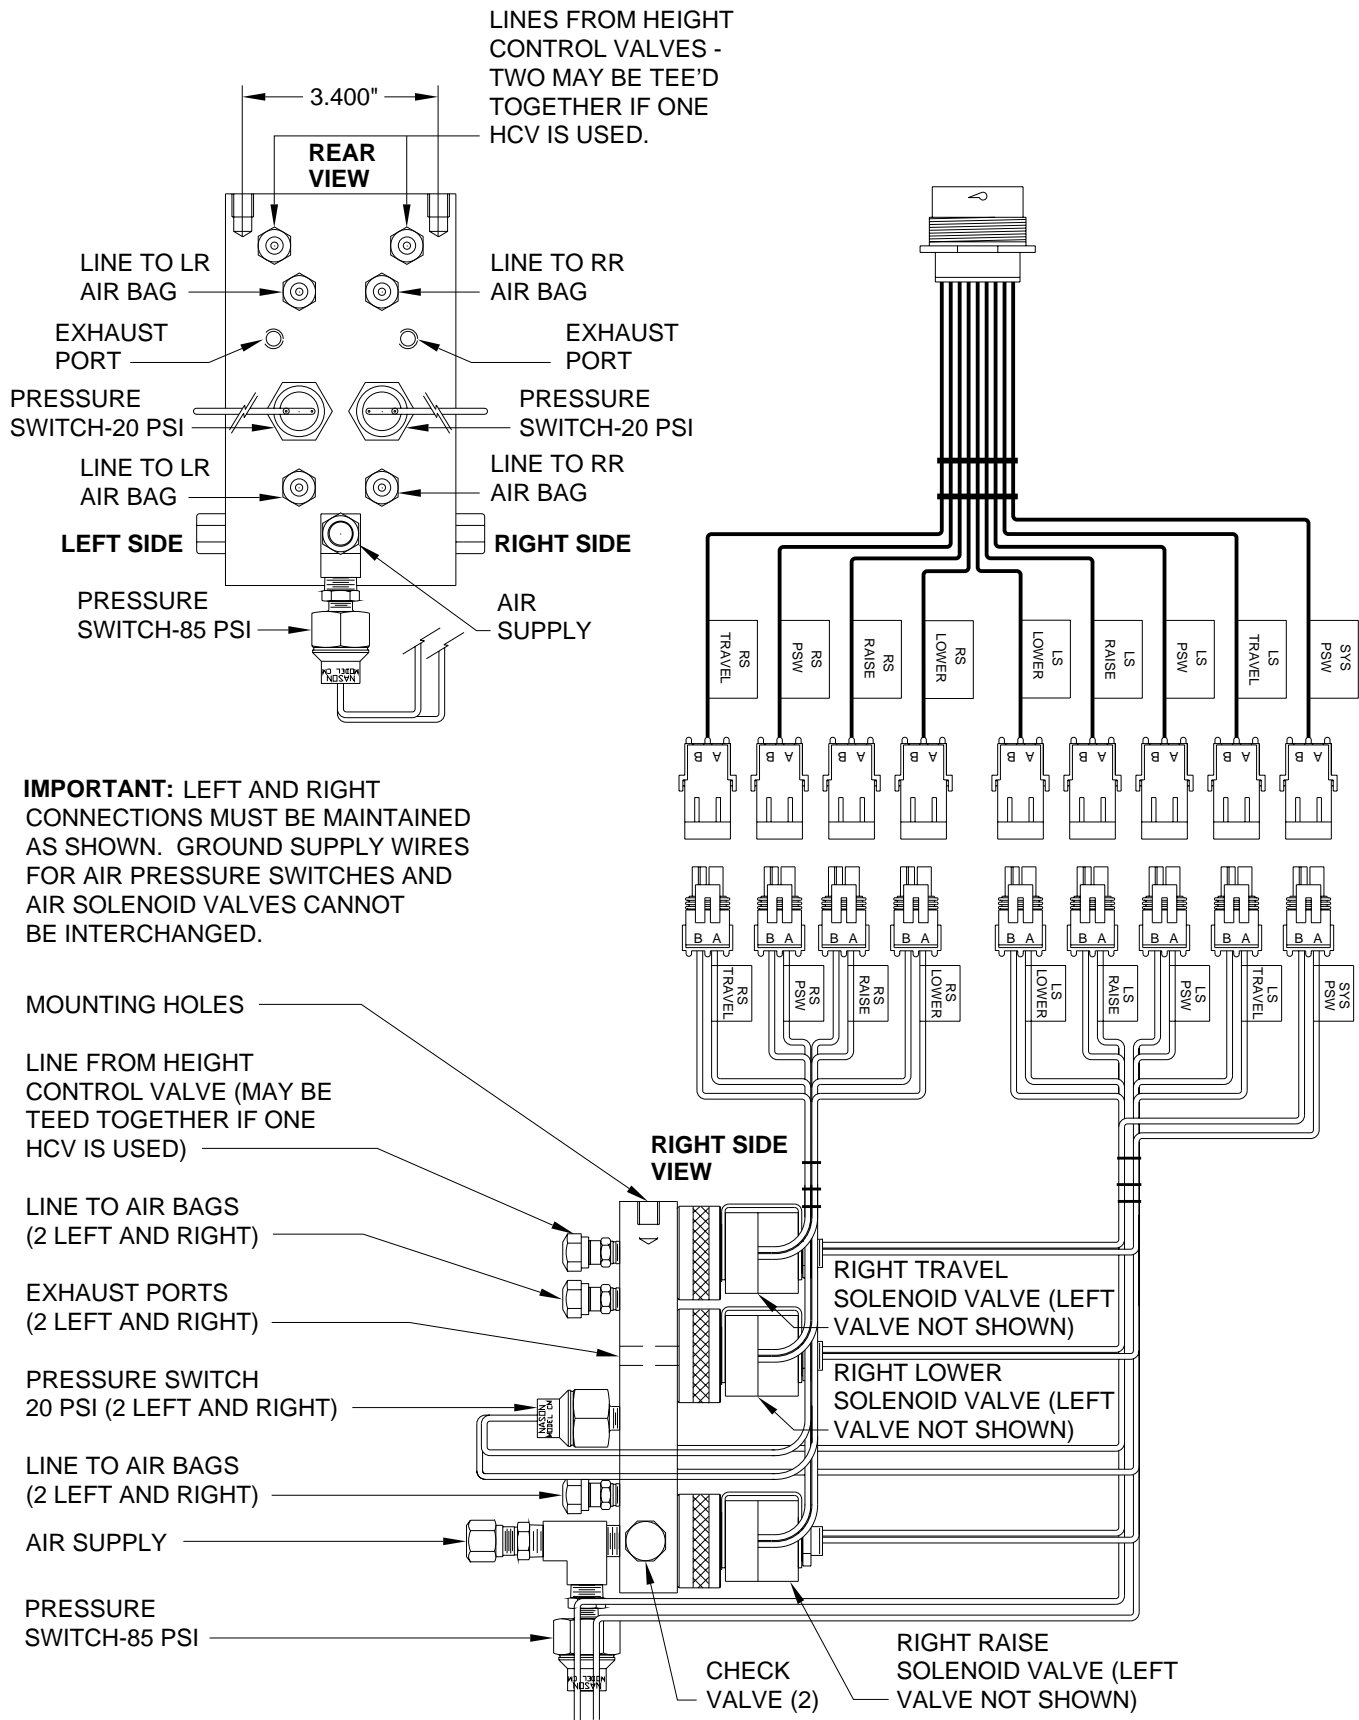 LINES FROM HEIGHT
CONTROL VALVES -
TWO MAY BE TEE'D
TOGETHER IF ONE
HCV IS USED.
3.400"
REAR
VIEW
LINE TO LR
AIR BAG
LINE TO RR
AIR BAG
EXHAUST
PORT
EXHAUST
PORT
PRESSURE
SWITCH-20 PSI
PRESSURE
SWITCH-20 PSI
LINE TO LR
AIR BAG
LINE TO RR
AIR BAG
LEFT SIDE
RIGHT SIDE
PRESSURE
SWITCH-85 PSI
AIR
SUPPLY
NASON
MODEL CM
RS
TRAVEL
RS
PSW
RS
RAISE
RS
LOWER
LS
LOWER
LS
RAISE
LS
PSW
LS
TRAVEL
SYS
PSW
B A
B A
B A
B A
B A
B A
B A
B A
B A
IMPORTANT: LEFT AND RIGHT
CONNECTIONS MUST BE MAINTAINED
AS SHOWN. GROUND SUPPLY WIRES
FOR AIR PRESSURE SWITCHES AND
AIR SOLENOID VALVES CANNOT
BE INTERCHANGED.
B A
B A
B A
B A
B A
B A
B A
B A
B A
RS
TRAVEL
RS
PSW
RS
RAISE
RS
LOWER
LS
LOWER
LS
RAISE
LS
PSW
LS
TRAVEL
SYS
PSW
MOUNTING HOLES
LINE FROM HEIGHT
CONTROL VALVE (MAY BE
TEED TOGETHER IF ONE
HCV IS USED)
RIGHT SIDE
VIEW
LINE TO AIR BAGS
(2 LEFT AND RIGHT)
EXHAUST PORTS
(2 LEFT AND RIGHT)
RIGHT TRAVEL
SOLENOID VALVE (LEFT
VALVE NOT SHOWN)
PRESSURE SWITCH
20 PSI (2 LEFT AND RIGHT)
NASON
MODEL CM
RIGHT LOWER
SOLENOID VALVE (LEFT
VALVE NOT SHOWN)
LINE TO AIR BAGS
(2 LEFT AND RIGHT)
AIR SUPPLY
PRESSURE
SWITCH-85 PSI
NASON
MODEL CM
CHECK
VALVE (2)
RIGHT RAISE
SOLENOID VALVE (LEFT
VALVE NOT SHOWN)